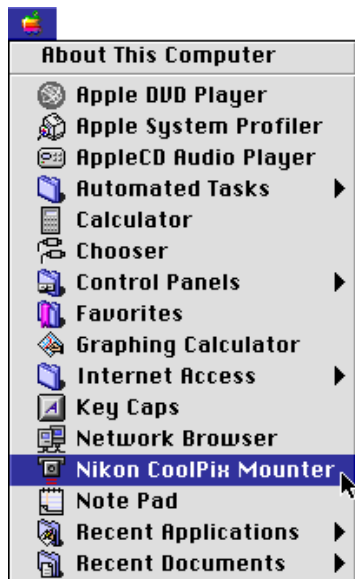 About This Computer
Apple DVD Player
Apple System Profiler
AppleCD Audio Player
Automated Tasks
Calculator
Chooser
Control Panels
Favorites
Graphing Calculator
Internet Access
Key Caps
Network Browser
Nikon CoolPix Mounter
Note Pad
Recent Applications
Recent Documents